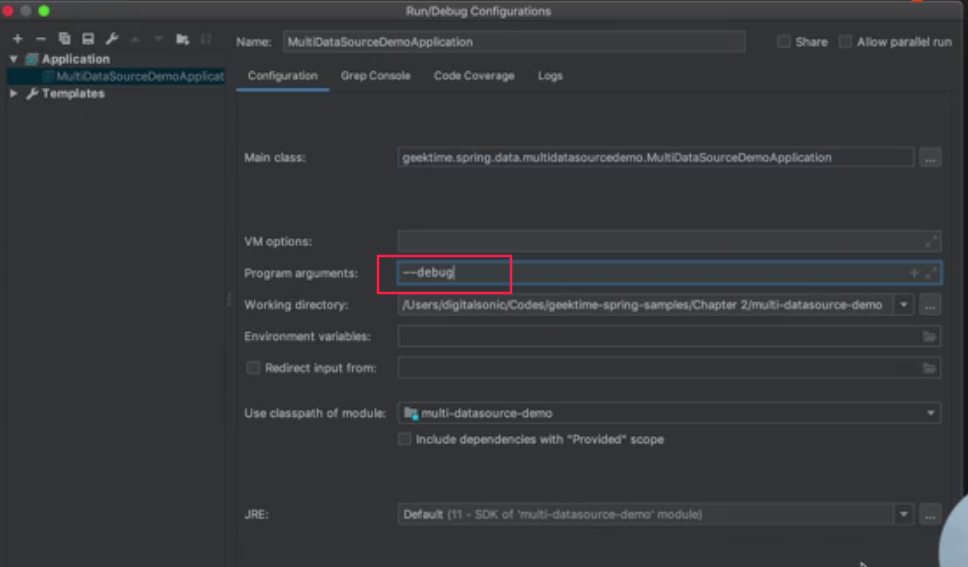 Run/Debug Configurations
Name: MultiDataSourceDemoApplication Share Allow parallel run
Application
MultiDataSourceDemoApplicat
Templates
Configuration Grep Console Code Coverage Logs
Main class: geektime.spring.data.multidatasourcedemo.MultiDataSourceDemoApplication ...
VM options:
Program arguments: --debug
Working directory: /Users/digitalsonic/Codes/geektime-spring-samples/Chapter 2/multi-datasource-demo ...
Environment variables:
Redirect input from:
Use classpath of module: multi-datasource-demo
Include dependencies with "Provided" scope
JRE: Default (11 - SDK of 'multi-datasource-demo' module) ...